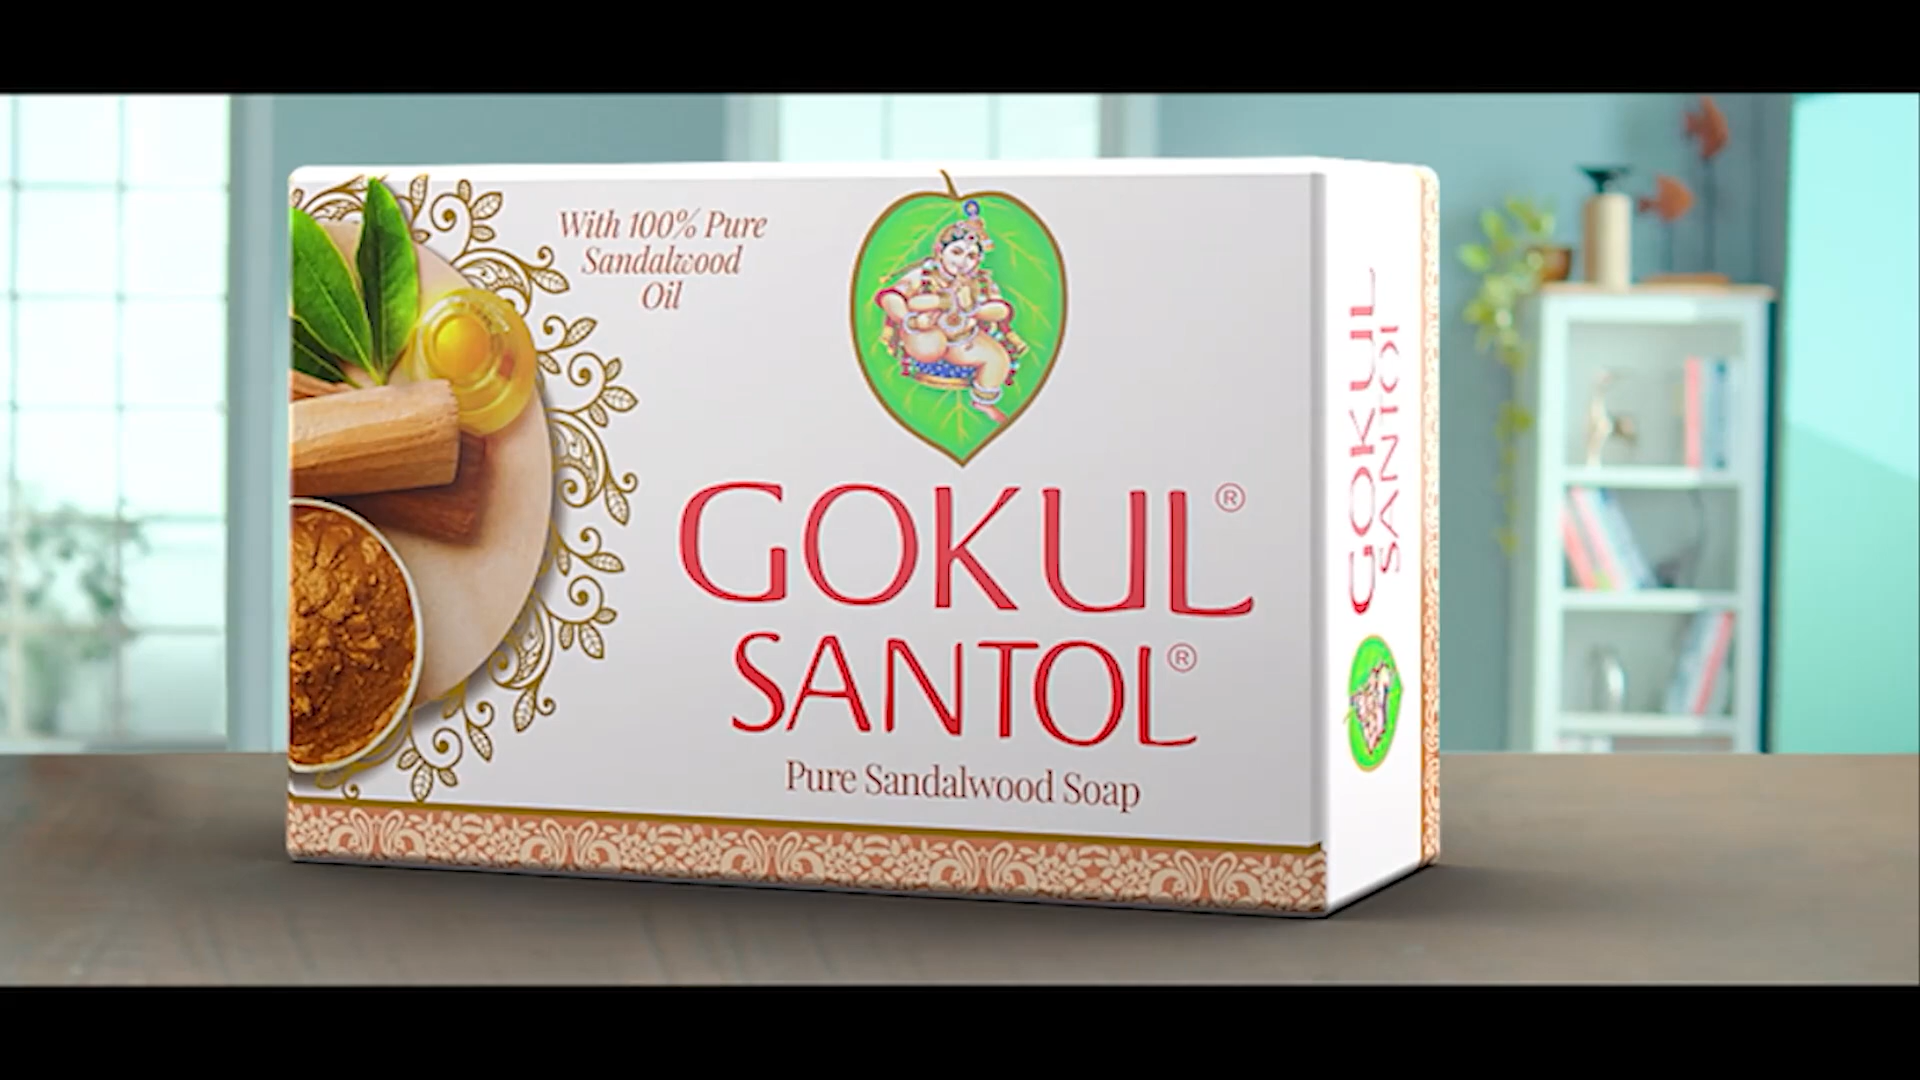 With 100% Pure
Sandalwood
Oil
GOKUL®
SANTOL®
Pure Sandalwood Soap
GOKUL
SANTOL